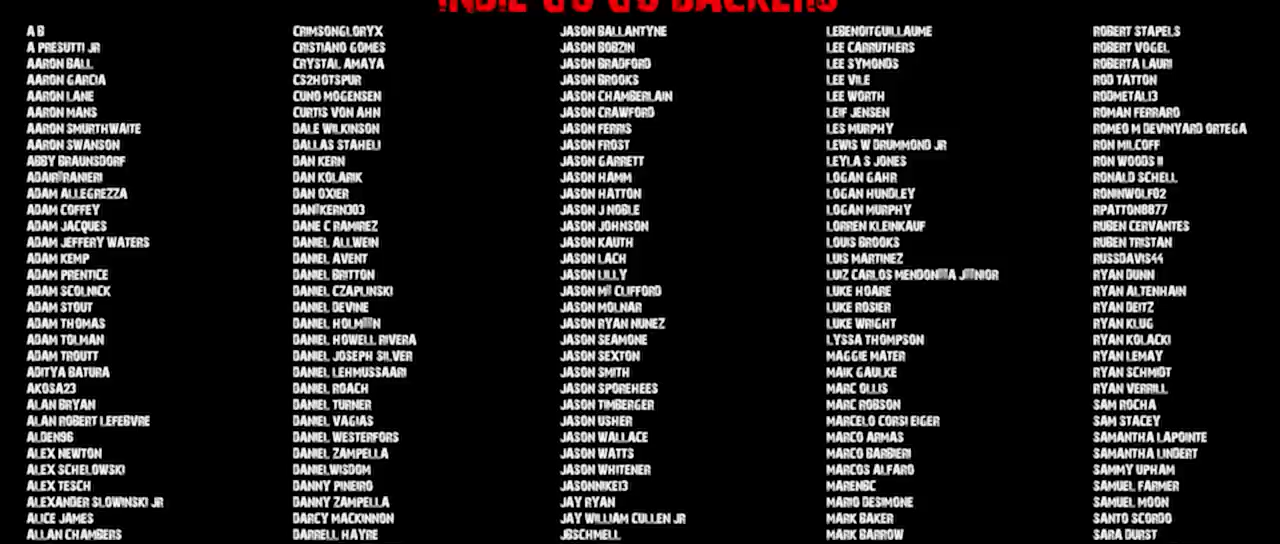 INDIE GO GO BACKERS
A B
A PRESUTTI JR
AARON BALL
AARON GARCIA
AARON LANE
AARON MANS
AARON SMURTHWAITE
AARON SWANSON
ABBY BRAUNSDORF
ADAM ALLEGREZZA
ADAM COFFEY
ADAM JACQUES
ADAM JEFFERY WATERS
ADAM KEMP
ADAM PRENTICE
ADAM SCOLNICK
ADAM STOUT
ADAM THOMAS
ADAM TOLMAN
ADAM TROUTT
ADITYA BATURA
AKOSA23
ALAN BRYAN
ALAN ROBERT LEFEBVRE
ALDEN96
ALEX NEWTON
ALEX SCHELOWSKI
ALEX TESCH
ALEXANDER SLOWINSKI JR
ALICE JAMES
ALLAN CHAMBERS
CRIMSONGLORYX
CRISTIANO GOMES
CRYSTAL AMAYA
CS2HOTSPUR
CUNO MOGENSEN
CURTIS VON AHN
DALE WILKINSON
DALLAS STAHELI
DAN KERN
DAN KOLARIK
DAN OXIER
DANE C RAMIREZ
DANIEL ALLWEIN
DANIEL AVENT
DANIEL BRITTON
DANIEL CZAPLINSKI
DANIEL DEVINE
DANIEL
DANIEL HOWELL RIVERA
DANIEL JOSEPH SILVER
DANIEL LEHMUSSAARI
DANIEL ROACH
DANIEL TURNER
DANIEL VAGIAS
DANIEL WESTERFORS
DANIEL ZAMPELLA
DANIELWISDOM
DANNY PINEIRO
DANNY ZAMPELLA
DARCY MACKINNON
DARRELL HAYRE
JASON BALLANTYNE
JASON BOBZIN
JASON BRADFORD
JASON BROOKS
JASON CHAMBERLAIN
JASON CRAWFORD
JASON FERRIS
JASON FROST
JASON GARRETT
JASON HAMM
JASON HATTON
JASON J NOBLE
JASON JOHNSON
JASON KAUTH
JASON LACH
JASON LILLY
JASON CLIFFORD
JASON MOLNAR
JASON RYAN NUNEZ
JASON SEAMONE
JASON SEXTON
JASON SMITH
JASON SPOREHEES
JASON TIMBERGER
JASON USHER
JASON WALLACE
JASON WATTS
JASON WHITENER
JASONNIKE13
JAY RYAN
JAY WILLIAM CULLEN JR
JBSCHMELL
LEBENOITGUILLAUME
LEE CARRUTHERS
LEE SYMONDS
LEE VILE
LEE WORTH
LEIF JENSEN
LES MURPHY
LEWIS W DRUMMOND JR
LEYLA S JONES
LOGAN GAHR
LOGAN HUNDLEY
LOGAN MURPHY
LORREN KLEINKAUF
LOUIS BROOKS
LUIS MARTINEZ
LUIZ CARLOS
LUKE HOARE
LUKE ROSIER
LUKE WRIGHT
LYSSA THOMPSON
MAGGIE MATER
MAIK GAULKE
MARC OLLIS
MARC ROBSON
MARCELO CORSI EIGER
MARCO ARMAS
MARCO BARBIERI
MARCOS ALFARO
MARENBC
MARIO DESIMONE
MARK BAKER
MARK BARROW
ROBERT STAPELS
ROBERT VOGEL
ROBERTA LAURI
ROD TATTON
RODMETAL13
ROMAN FERRARO
ROMEO M DEVINYARD ORTEGA
RON MILCOFF
RON WOODS II
RONALD SCHELL
RONINWOLF02
RPATTON8877
RUBEN CERVANTES
RUBEN TRISTAN
RUSSDAVIS44
RYAN DUNN
RYAN ALTENHAIN
RYAN DEITZ
RYAN KLUG
RYAN KOLACKI
RYAN LEMAY
RYAN SCHMIDT
RYAN VERRILL
SAM ROCHA
SAM STACEY
SAMANTHA LAPOINTE
SAMANTHA LINDERT
SAMMY UPHAM
SAMUEL FARMER
SAMUEL MOON
SANTO SCORDO
SARA DURST